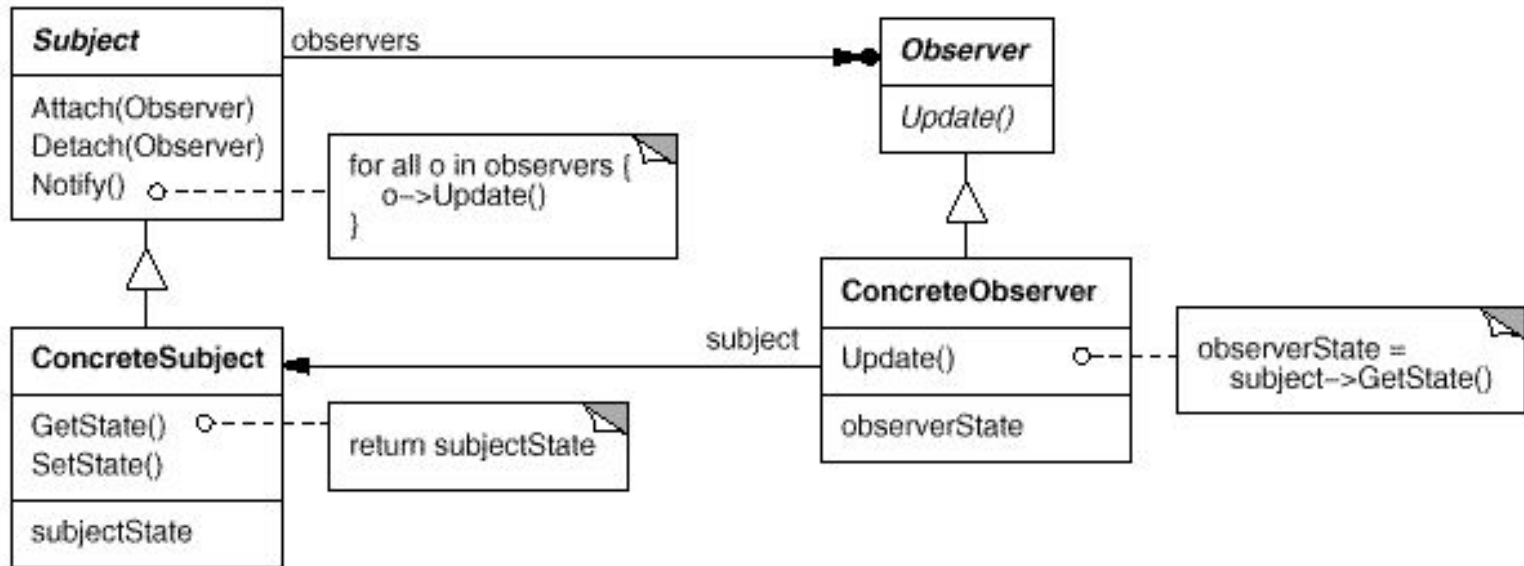 Subject
Attach(Observer)
Detach(Observer)
Notify()
observers
for all o in observers {
o->Update()
}
Observer
Update()
ConcreteSubject
GetState()
SetState()
subjectState
return subjectState
subject
ConcreteObserver
Update()
observerState
observerState =
subject->GetState()